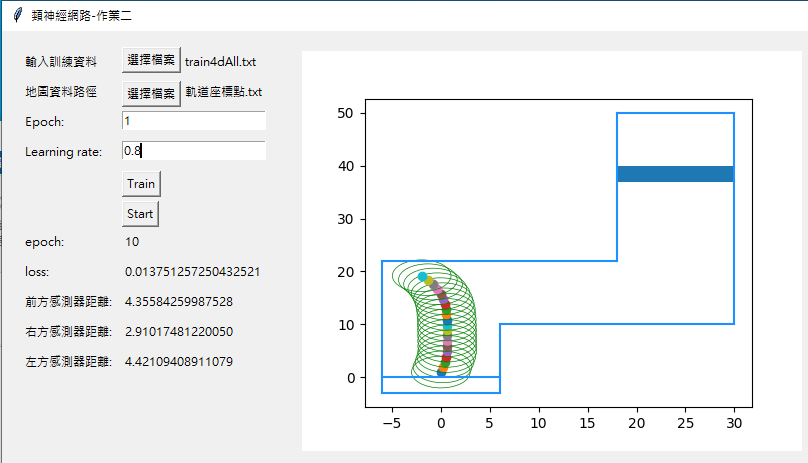 類神經網路-作業二
輸入訓練資料 選擇檔案 train4dAll.txt
地圖資料路徑 選擇檔案 軌道座標點.txt
Epoch: 1
Learning rate: 0.8
Train
Start
epoch: 10
loss: 0.013751257250432521
前方感測器距離: 4.35584259987528
右方感測器距離: 2.91017481220050
左方感測器距離: 4.42109408911079
50
40
30
20
10
0
−5 0 5 10 15 20 25 30